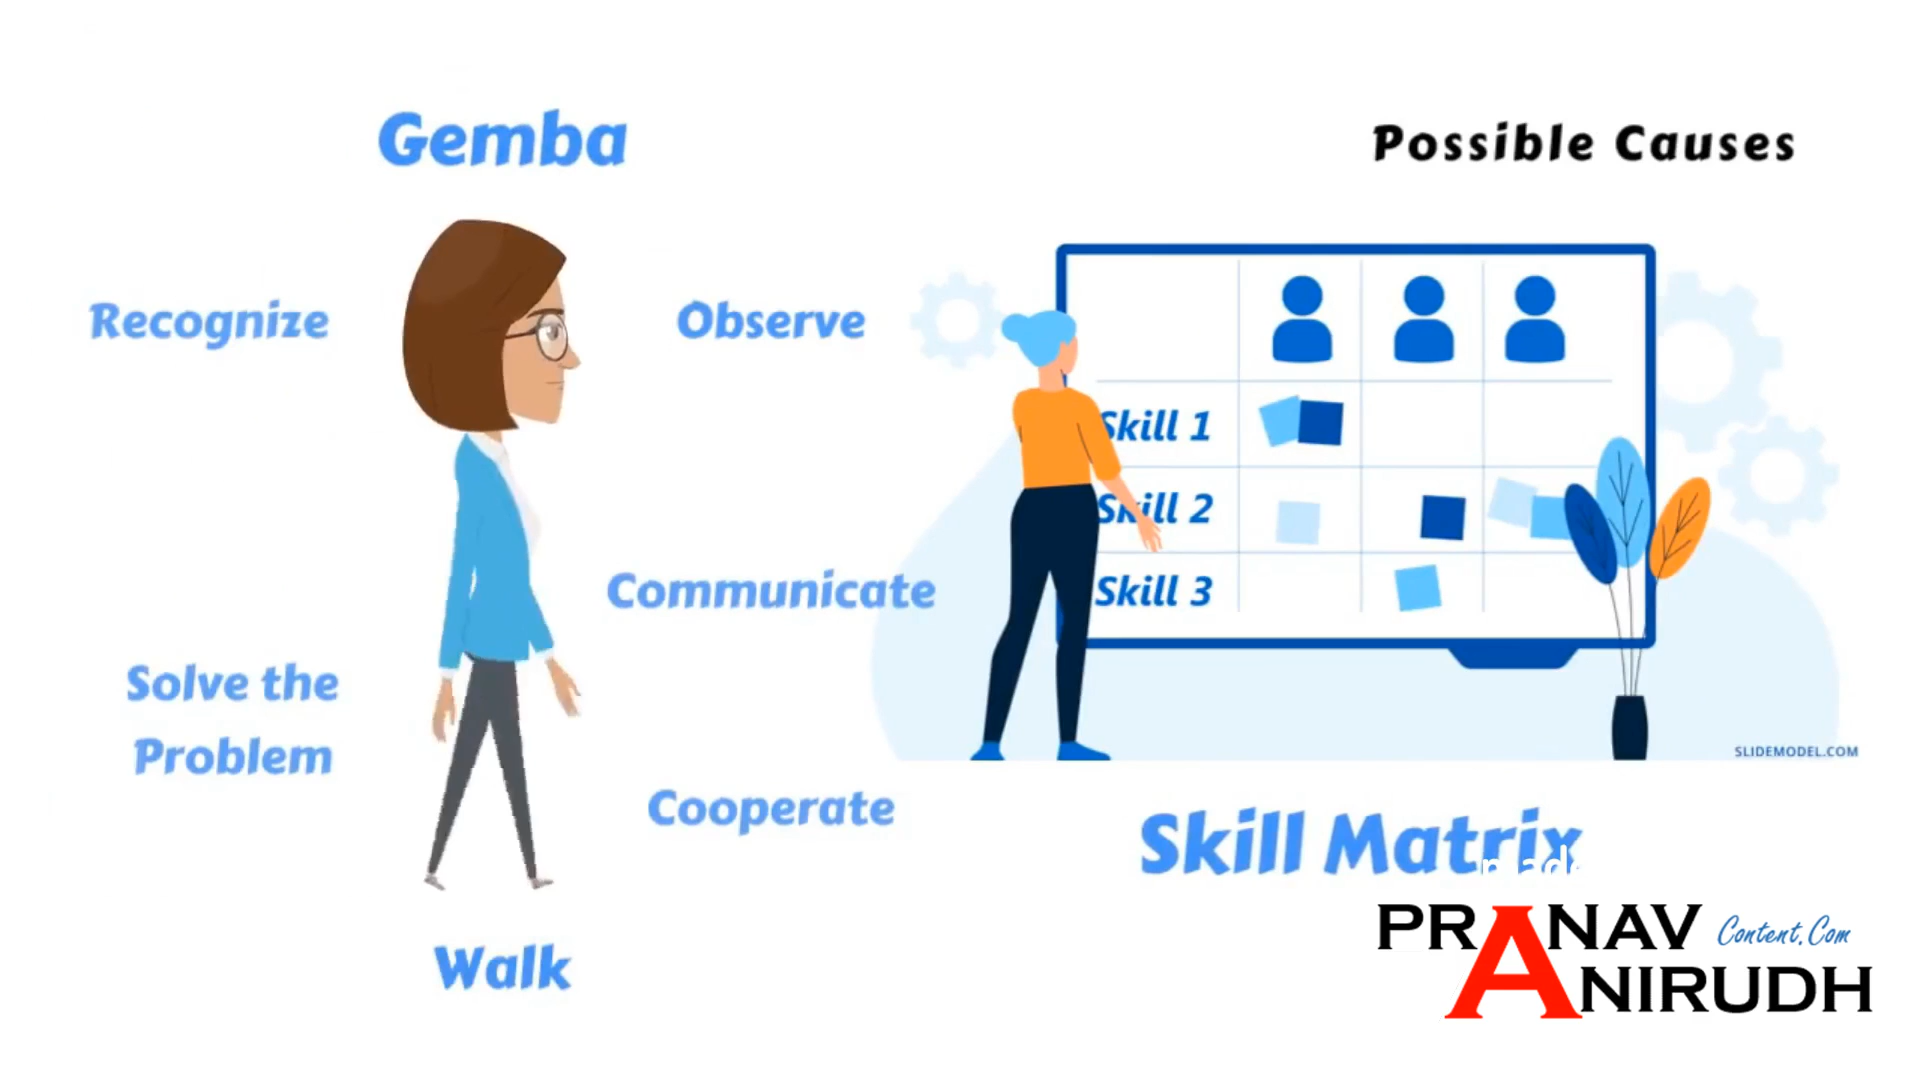 Gemba
Possible Causes
Recognize
Observe
Skill 1
Skill 2
Communicate
Skill 3
Solve the
Problem
SLIDEMODEL.COM
Cooperate
Skill Matrix
PRANAV Content.Com
ANIRUDH
Walk